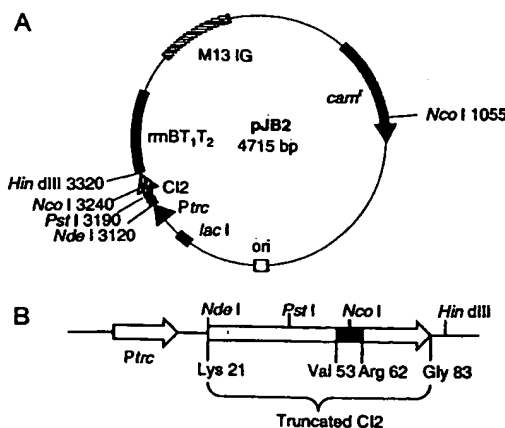 A
M13 IG
camʳ
Nco I 1055
pJB2
4715 bp
rrnBT₁T₂
Hin dIII 3320
CI2
Nco I 3240
Ptrc
Pst I 3190
Nde I 3120
lac I
ori
B
Nde I
Pst I
Nco I
Hin dIII
Ptrc
Lys 21
Val 53
Arg 62
Gly 83
Truncated CI2